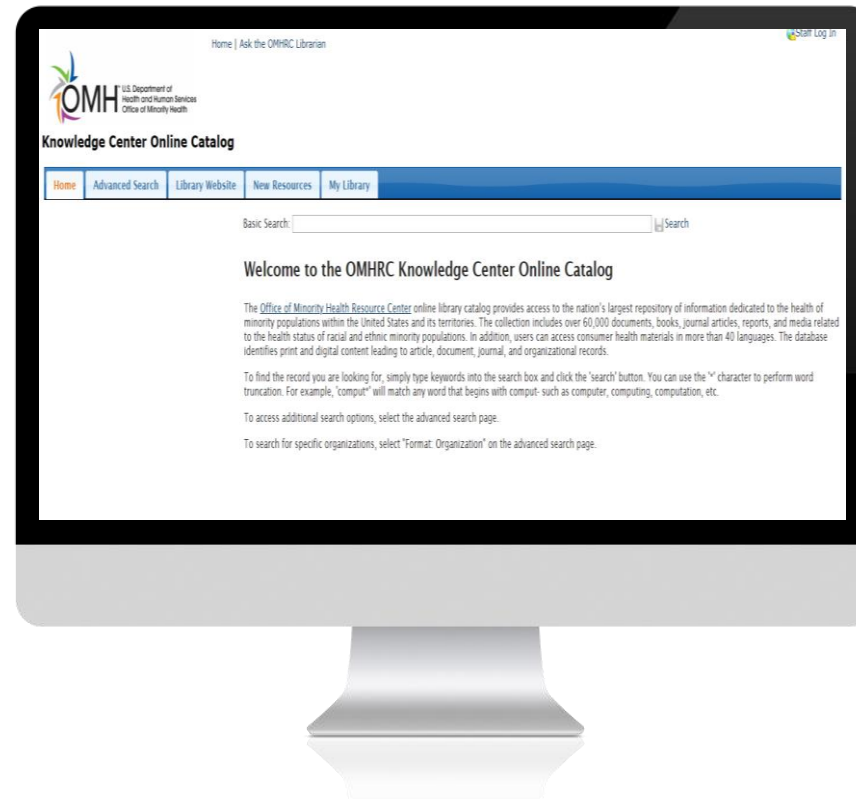 Home | Ask the OMHRC Librarian
Staff Log In
OMH
U.S. Department of
Health and Human Services
Office of Minority Health
Knowledge Center Online Catalog
Home
Advanced Search
Library Website
New Resources
My Library
Basic Search:
Search
Welcome to the OMHRC Knowledge Center Online Catalog
The Office of Minority Health Resource Center online library catalog provides access to the nation's largest repository of information dedicated to the health of
minority populations within the United States and its territories. The collection includes over 60,000 documents, books, journal articles, reports, and media related
to the health status of racial and ethnic minority populations. In addition, users can access consumer health materials in more than 40 languages. The database
identifies print and digital content leading to article, document, journal, and organizational records.
To find the record you are looking for, simply type keywords into the search box and click the 'search' button. You can use the '*' character to perform word
truncation. For example, 'comput*' will match any word that begins with comput- such as computer, computing, computation, etc.
To access additional search options, select the advanced search page.
To search for specific organizations, select "Format: Organization" on the advanced search page.